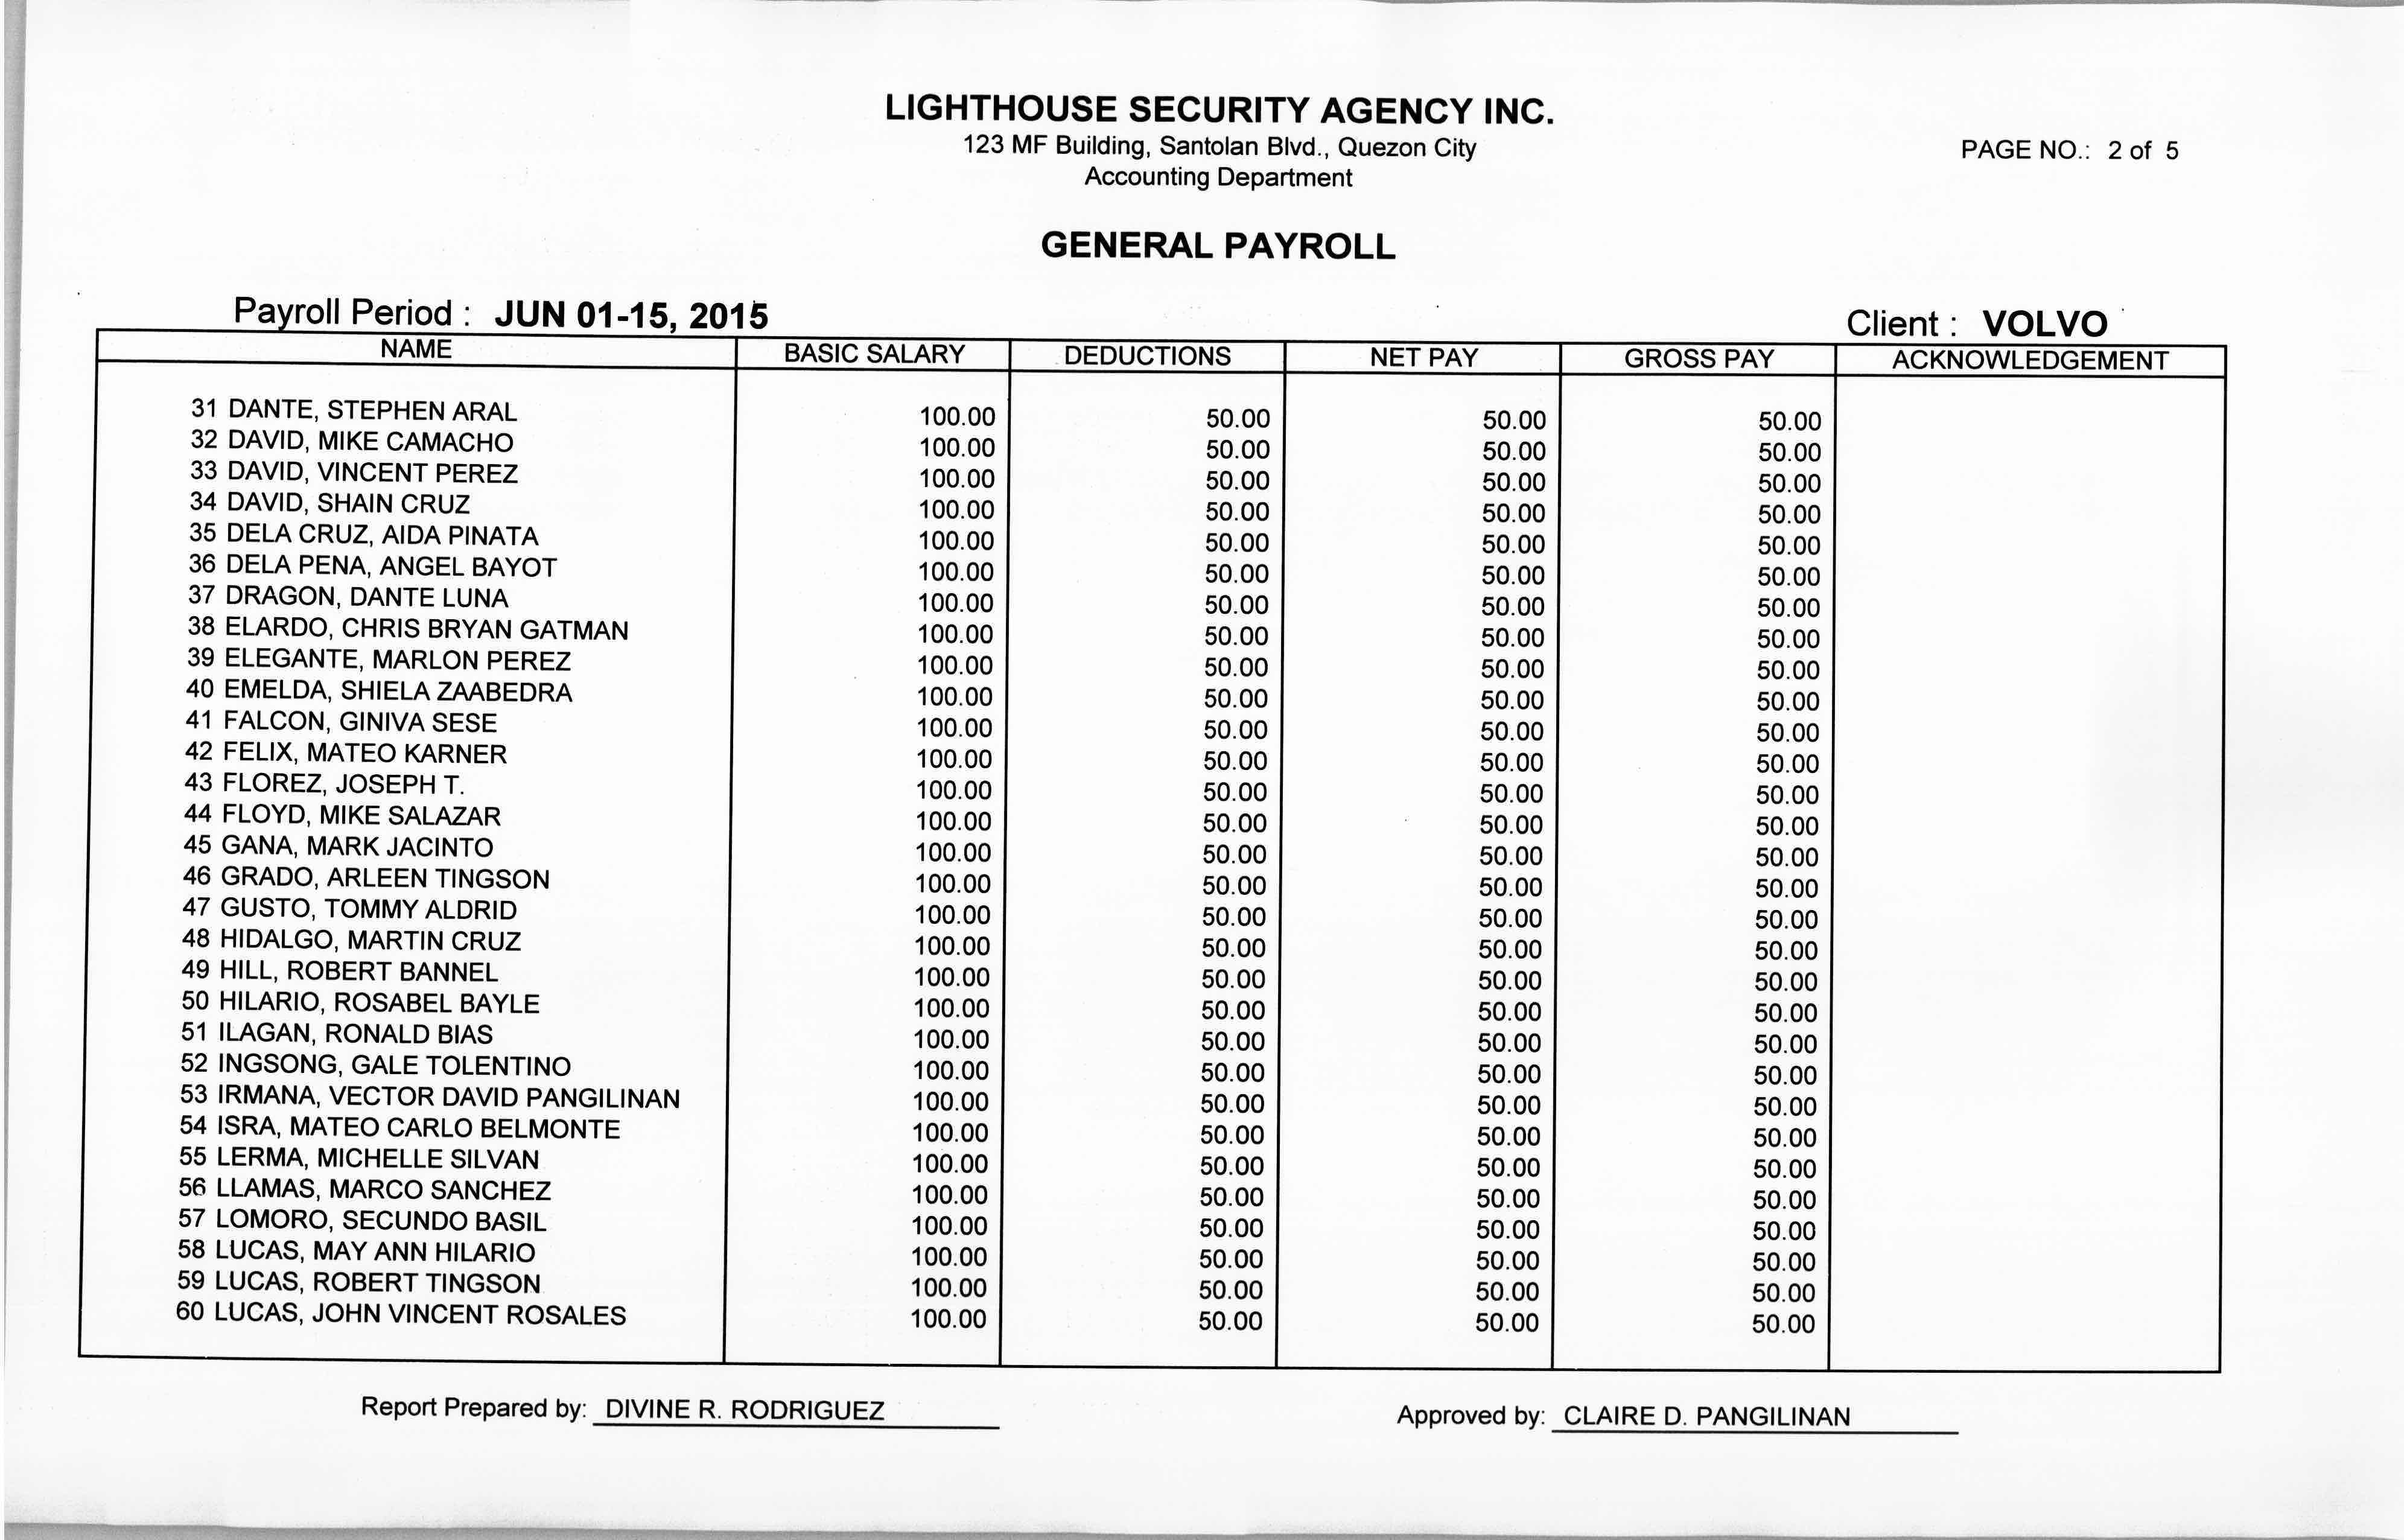 LIGHTHOUSE SECURITY AGENCY INC.
123 MF Building, Santolan Blvd., Quezon City
PAGE NO.: 2 of 5
Accounting Department
GENERAL PAYROLL
Payroll Period : JUN 01-15, 2015 Client : VOLVO
NAME BASIC SALARY DEDUCTIONS NET PAY GROSS PAY ACKNOWLEDGEMENT
31 DANTE, STEPHEN ARAL 100.00 50.00 50.00 50.00
32 DAVID, MIKE CAMACHO 100.00 50.00 50.00 50.00
33 DAVID, VINCENT PEREZ 100.00 50.00 50.00 50.00
34 DAVID, SHAIN CRUZ 100.00 50.00 50.00 50.00
35 DELA CRUZ, AIDA PINATA 100.00 50.00 50.00 50.00
36 DELA PENA, ANGEL BAYOT 100.00 50.00 50.00 50.00
37 DRAGON, DANTE LUNA 100.00 50.00 50.00 50.00
38 ELARDO, CHRIS BRYAN GATMAN 100.00 50.00 50.00 50.00
39 ELEGANTE, MARLON PEREZ 100.00 50.00 50.00 50.00
40 EMELDA, SHIELA ZAABEDRA 100.00 50.00 50.00 50.00
41 FALCON, GINIVA SESE 100.00 50.00 50.00 50.00
42 FELIX, MATEO KARNER 100.00 50.00 50.00 50.00
43 FLOREZ, JOSEPH T. 100.00 50.00 50.00 50.00
44 FLOYD, MIKE SALAZAR 100.00 50.00 50.00 50.00
45 GANA, MARK JACINTO 100.00 50.00 50.00 50.00
46 GRADO, ARLEEN TINGSON 100.00 50.00 50.00 50.00
47 GUSTO, TOMMY ALDRID 100.00 50.00 50.00 50.00
48 HIDALGO, MARTIN CRUZ 100.00 50.00 50.00 50.00
49 HILL, ROBERT BANNEL 100.00 50.00 50.00 50.00
50 HILARIO, ROSABEL BAYLE 100.00 50.00 50.00 50.00
51 ILAGAN, RONALD BIAS 100.00 50.00 50.00 50.00
52 INGSONG, GALE TOLENTINO 100.00 50.00 50.00 50.00
53 IRMANA, VECTOR DAVID PANGILINAN 100.00 50.00 50.00 50.00
54 ISRA, MATEO CARLO BELMONTE 100.00 50.00 50.00 50.00
55 LERMA, MICHELLE SILVAN 100.00 50.00 50.00 50.00
56 LLAMAS, MARCO SANCHEZ 100.00 50.00 50.00 50.00
57 LOMORO, SECUNDO BASIL 100.00 50.00 50.00 50.00
58 LUCAS, MAY ANN HILARIO 100.00 50.00 50.00 50.00
59 LUCAS, ROBERT TINGSON 100.00 50.00 50.00 50.00
60 LUCAS, JOHN VINCENT ROSALES 100.00 50.00 50.00 50.00
Report Prepared by: DIVINE R. RODRIGUEZ Approved by: CLAIRE D. PANGILINAN